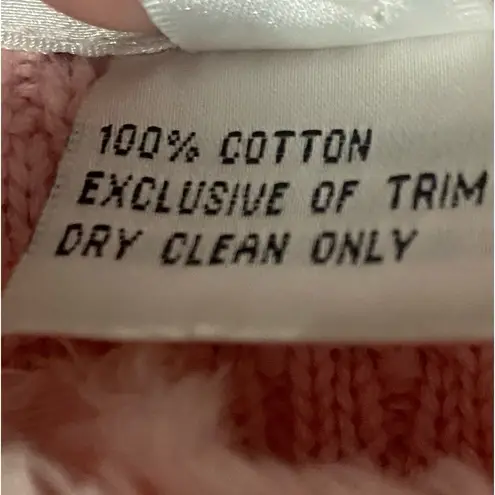 100% COTTON
EXCLUSIVE OF TRIM
DRY CLEAN ONLY